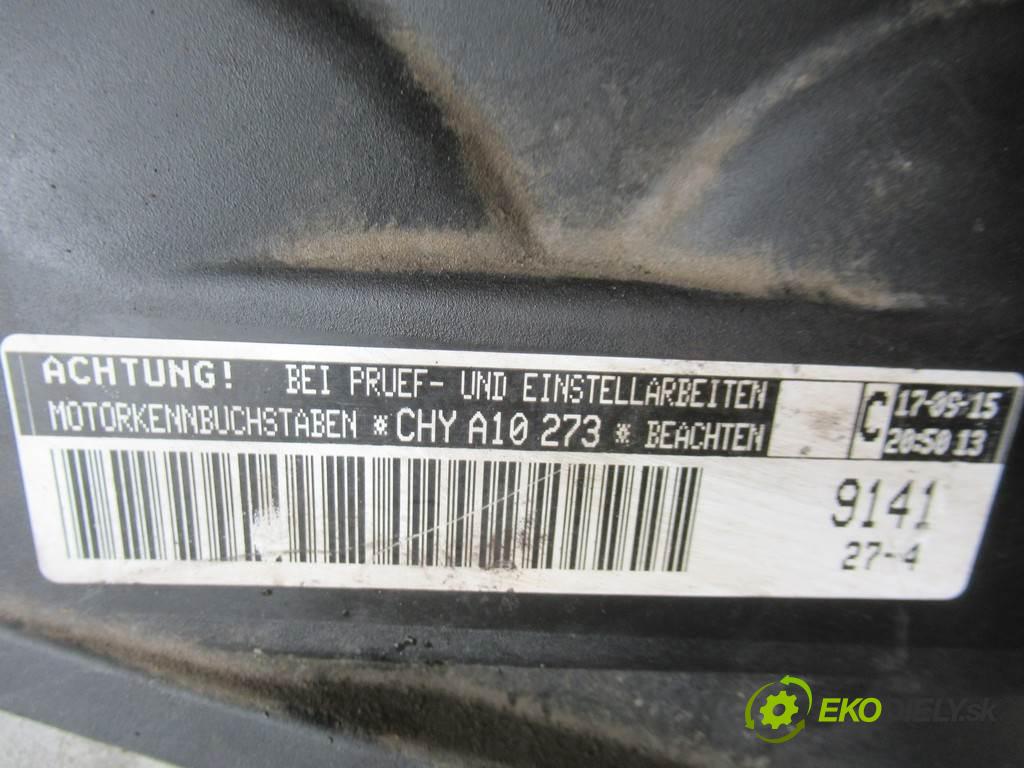 ACHTUNG! BEI PRUEF- UND EINSTELLARBEITEN
MOTORKENNBUCHSTABEN *CHY A10 273* BEACHTEN
C
17-09-15
20:50 13
9141
27-4
EKODIELY.sk